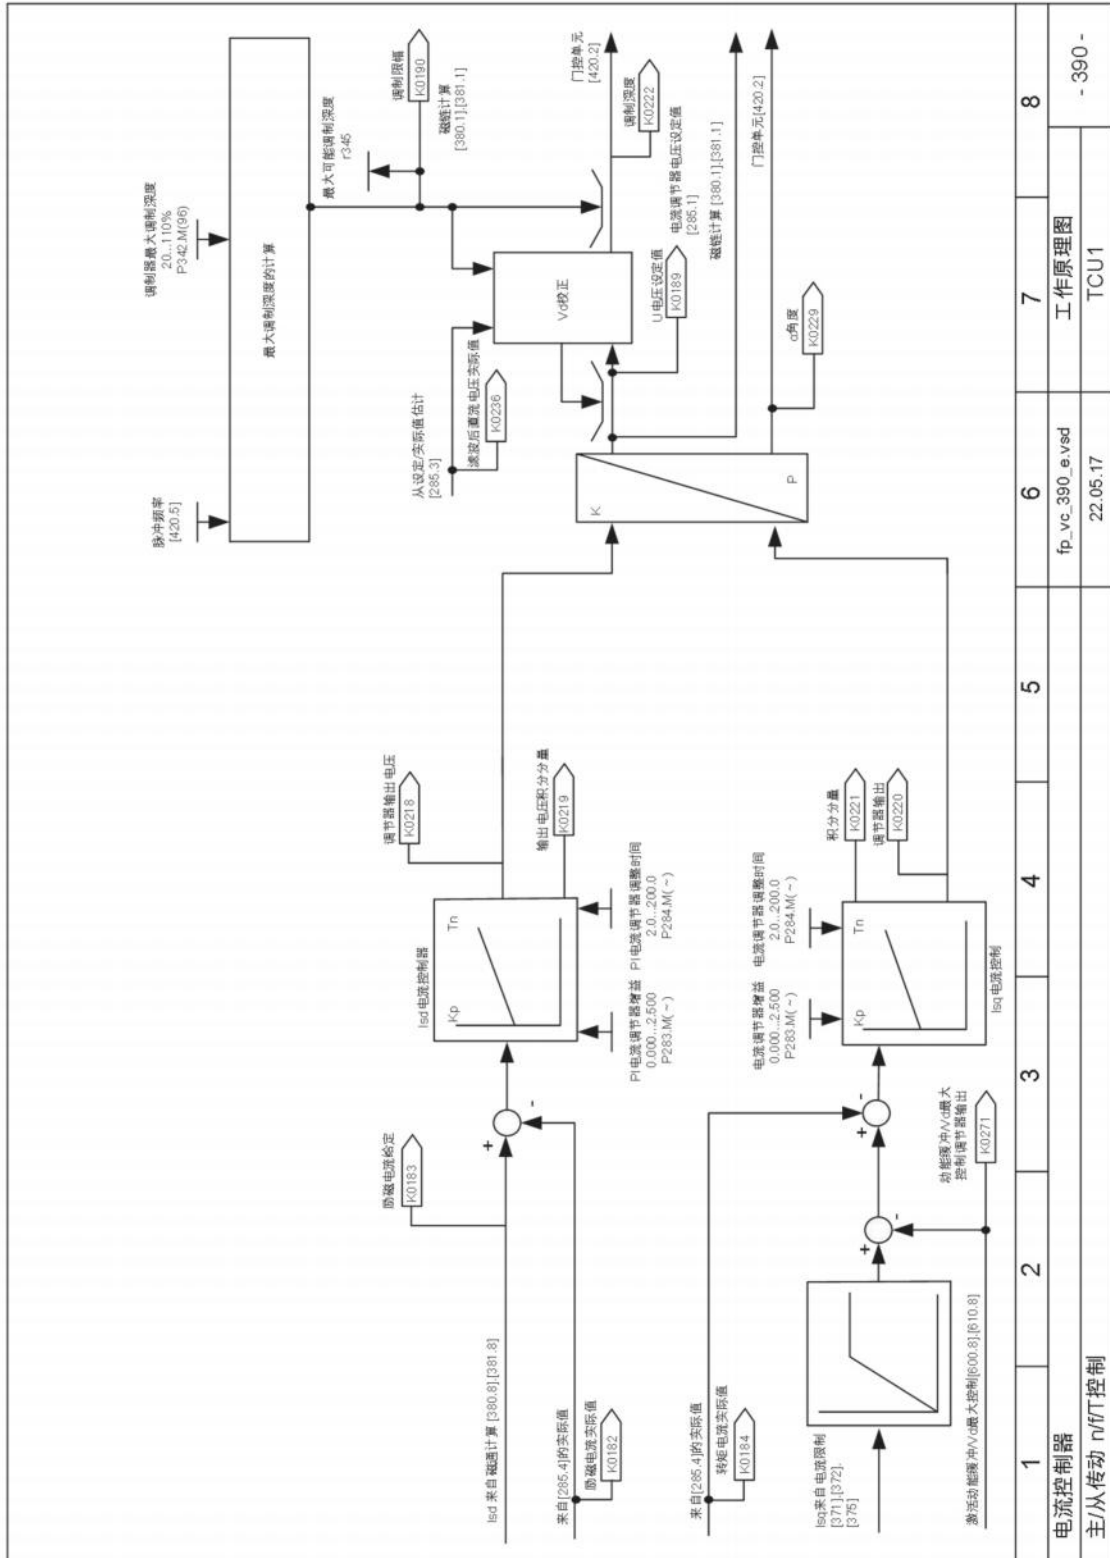 脉冲频率
[420.5]
调制器最大调制深度
20...110%
P342.M(96)
最大调制深度的计算
最大可能调制深度
r345
调制限幅
K0190
磁链计算
[380.1].[381.1]
从设定/实际值估计
[285.3]
滤波后直流电压实际值
K0236
Vd校正
门控单元
[420.2]
调制深度
K0222
U电压设定值
K0189
电流调节器电压设定值
[285.1]
磁链计算 [380.1].[381.1]
门控单元[420.2]
α角度
K0229
K
P
调节器输出电压
K0218
输出电压积分分量
K0219
Isd 电流控制器
Kp
Tn
PI电流调节器增益
0.000...2.500
P283.M(~)
PI电流调节器调整时间
2.0...200.0
P284.M(~)
励磁电流给定
K0183
+
-
Isd 来自磁通计算 [380.8].[381.8]
来自[285.4]的实际值
励磁电流实际值
K0182
来自[285.4]的实际值
转矩电流实际值
K0184
电流调节器增益
0.000...2.500
P283.M(~)
电流调节器调整时间
2.0...200.0
P284.M(~)
Kp
Tn
Isq 电流控制
积分分量
K0221
调节器输出
K0220
+
-
+
-
Isq来自电流限制
[371].[372].
[375]
动能缓冲/Vd最大
控制调节器输出
K0271
激活动能缓冲/Vd最大控制[600.8].[610.8]
1
2
3
4
5
6
7
8
电流控制器
fp_vc_390_e.vsd
工作原理图
- 390 -
主/从传动 n/f/T控制
22.05.17
TCU1